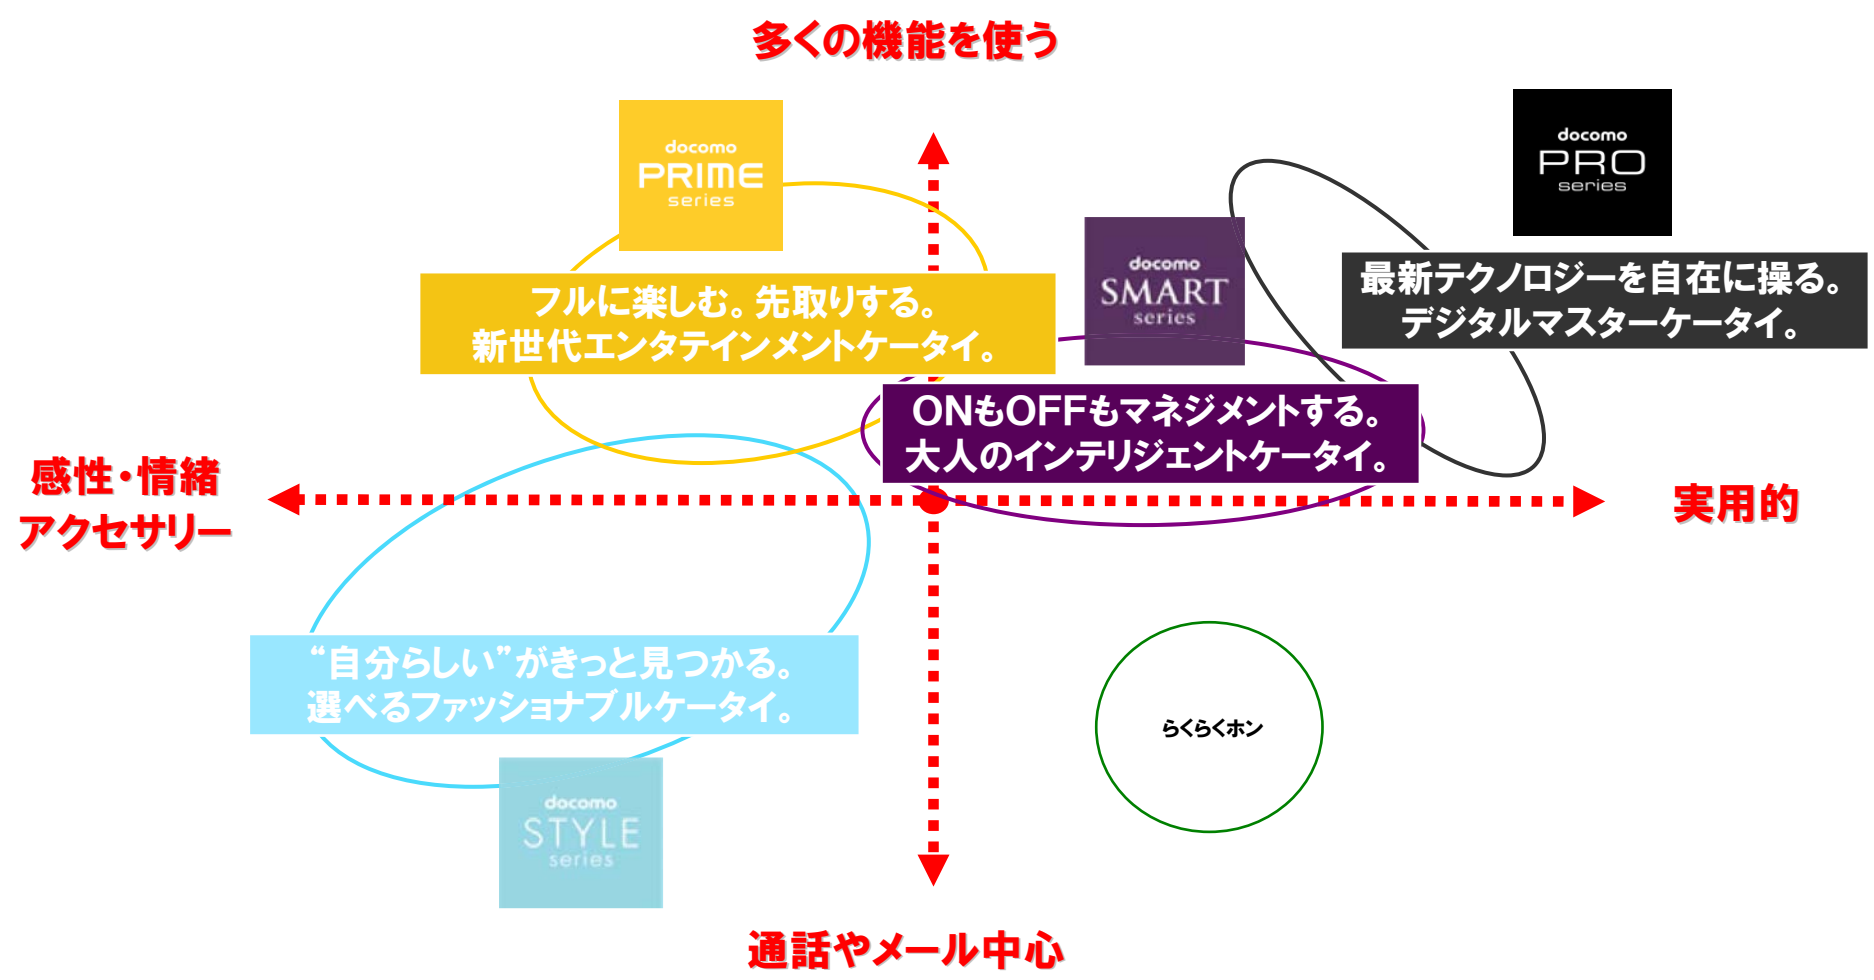 多くの機能を使う
docomo
PRIME
series
docomo
PRO
series
docomo
SMART
series
最新テクノロジーを自在に操る。
デジタルマスターケータイ。
フルに楽しむ。先取りする。
新世代エンタテインメントケータイ。
ONもOFFもマネジメントする。
大人のインテリジェントケータイ。
感性・情緒
アクセサリー
実用的
“自分らしい”がきっと見つかる。
選べるファッショナブルケータイ。
らくらくホン
docomo
STYLE
series
通話やメール中心